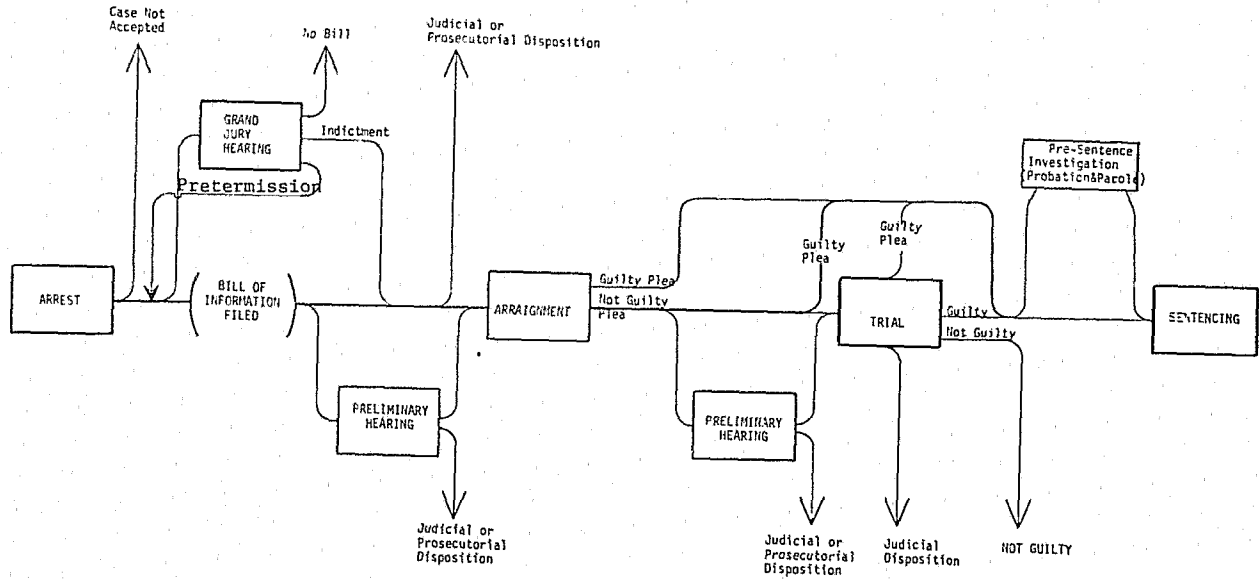 Case Not
Accepted
No Bill
Judicial or
Prosecutorial Disposition
GRAND
JURY
HEARING
Indictment
Pretermission
Pre-Sentence
Investigation
(Probation&Parole)
Guilty
Plea
Guilty
Plea
ARREST
BILL OF
INFORMATION
FILED
ARRAIGNMENT
Guilty Plea
Not Guilty
Plea
TRIAL
Guilty
Not Guilty
SENTENCING
PRELIMINARY
HEARING
PRELIMINARY
HEARING
Judicial or
Prosecutorial
Disposition
Judicial or
Prosecutorial
Disposition
Judicial
Disposition
NOT GUILTY